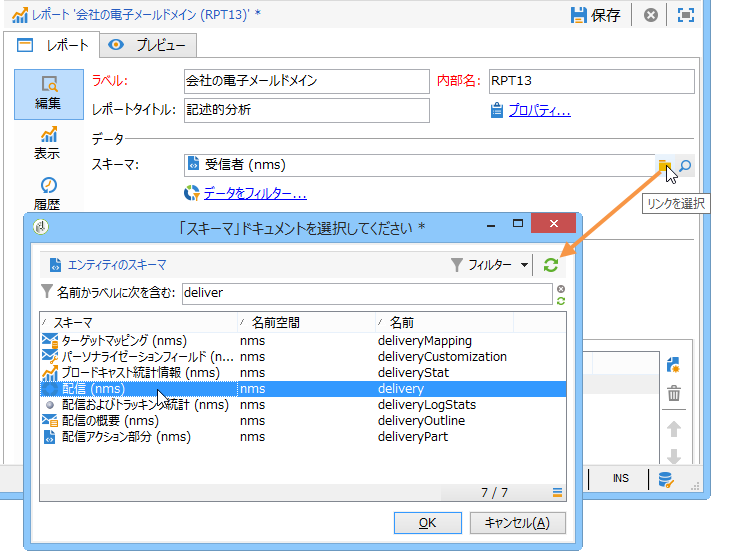 レポート '会社の電子メールドメイン (RPT13)' *
保存
レポート プレビュー
編集
表示
履歴
ラベル: 会社の電子メールドメイン 内部名: RPT13
レポートタイトル: 記述的分析 プロパティ...
データ
スキーマ: 受信者 (nms)
データをフィルター...
リンクを選択
「スキーマ」ドキュメントを選択してください *
エンティティのスキーマ フィルター
名前かラベルに次を含む: deliver
スキーマ 名前空間 名前
ターゲットマッピング (nms) nms deliveryMapping
パーソナライゼーションフィールド (n... nms deliveryCustomization
ブロードキャスト統計情報 (nms) nms deliveryStat
配信 (nms) nms delivery
配信およびトラッキング統計 (nms) nms deliveryLogStats
配信の概要 (nms) nms deliveryOutline
配信アクション部分 (nms) nms deliveryPart
7 / 7
OK キャンセル(A)
INS